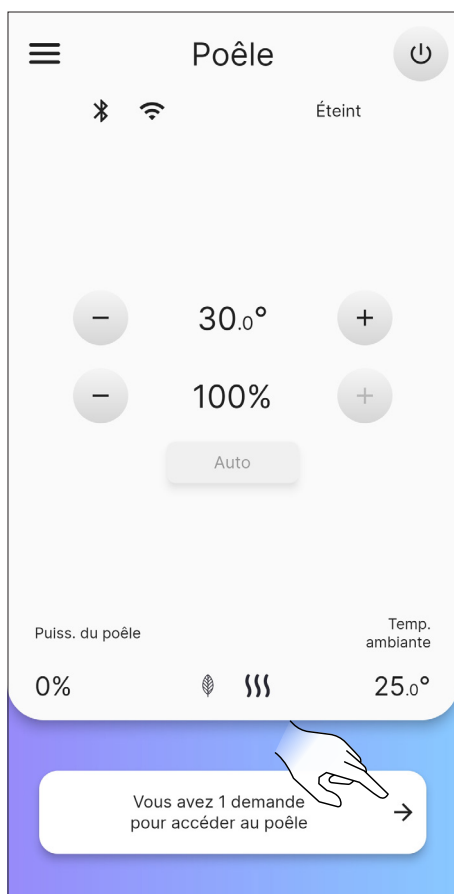 Poêle
Éteint
30.0°
100%
Auto
Puiss. du poêle
Temp.
ambiante
0%
25.0°
Vous avez 1 demande
pour accéder au poêle